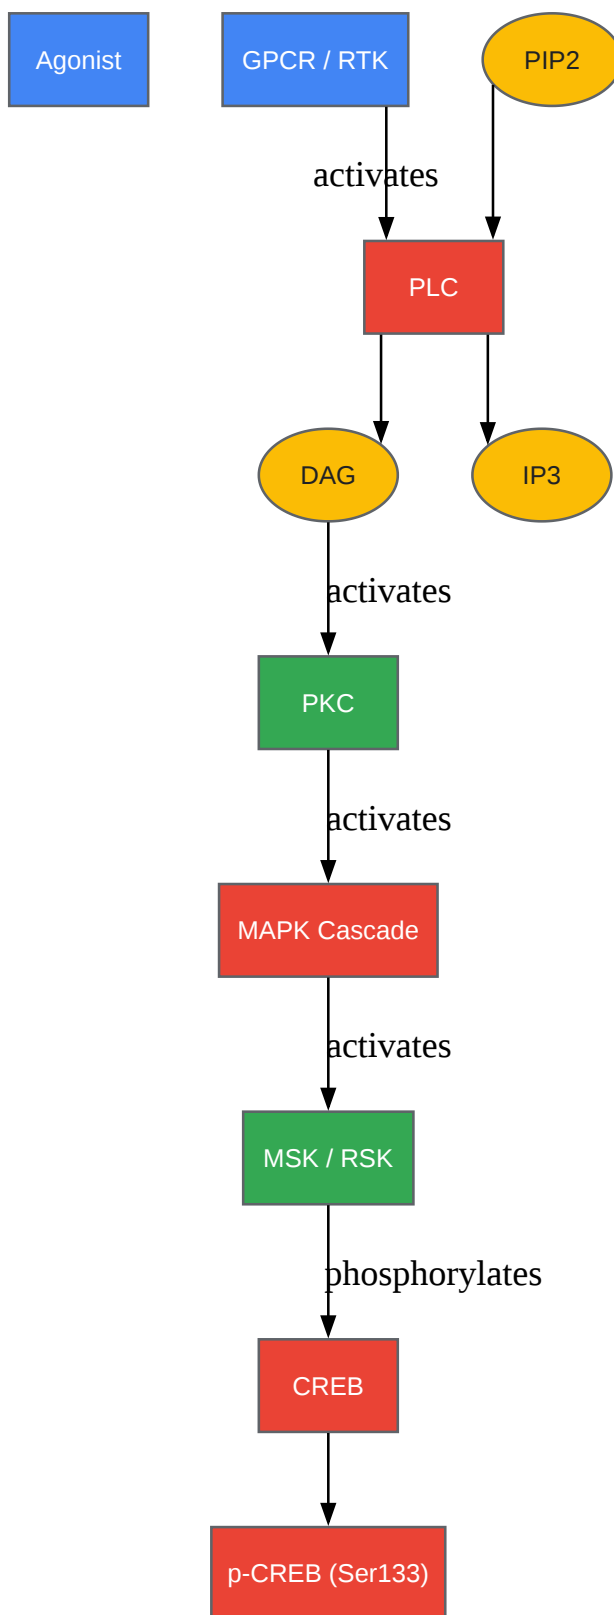 Agonist
GPCR / RTK
PIP2
activates
PLC
DAG
IP3
activates
PKC
activates
MAPK Cascade
activates
MSK / RSK
phosphorylates
CREB
p-CREB (Ser133)